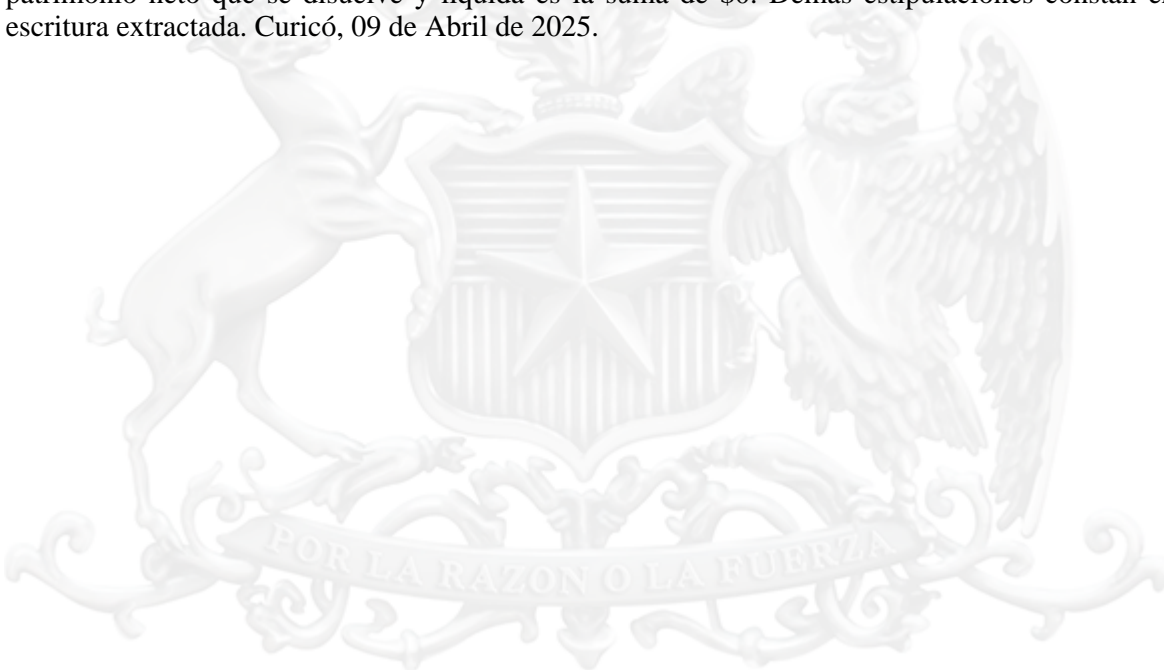 patrimonio neto que se disuelve y liquida es la suma de $0. Demás estipulaciones constan en
escritura extractada. Curicó, 09 de Abril de 2025.
POR LA RAZON O LA FUERZA